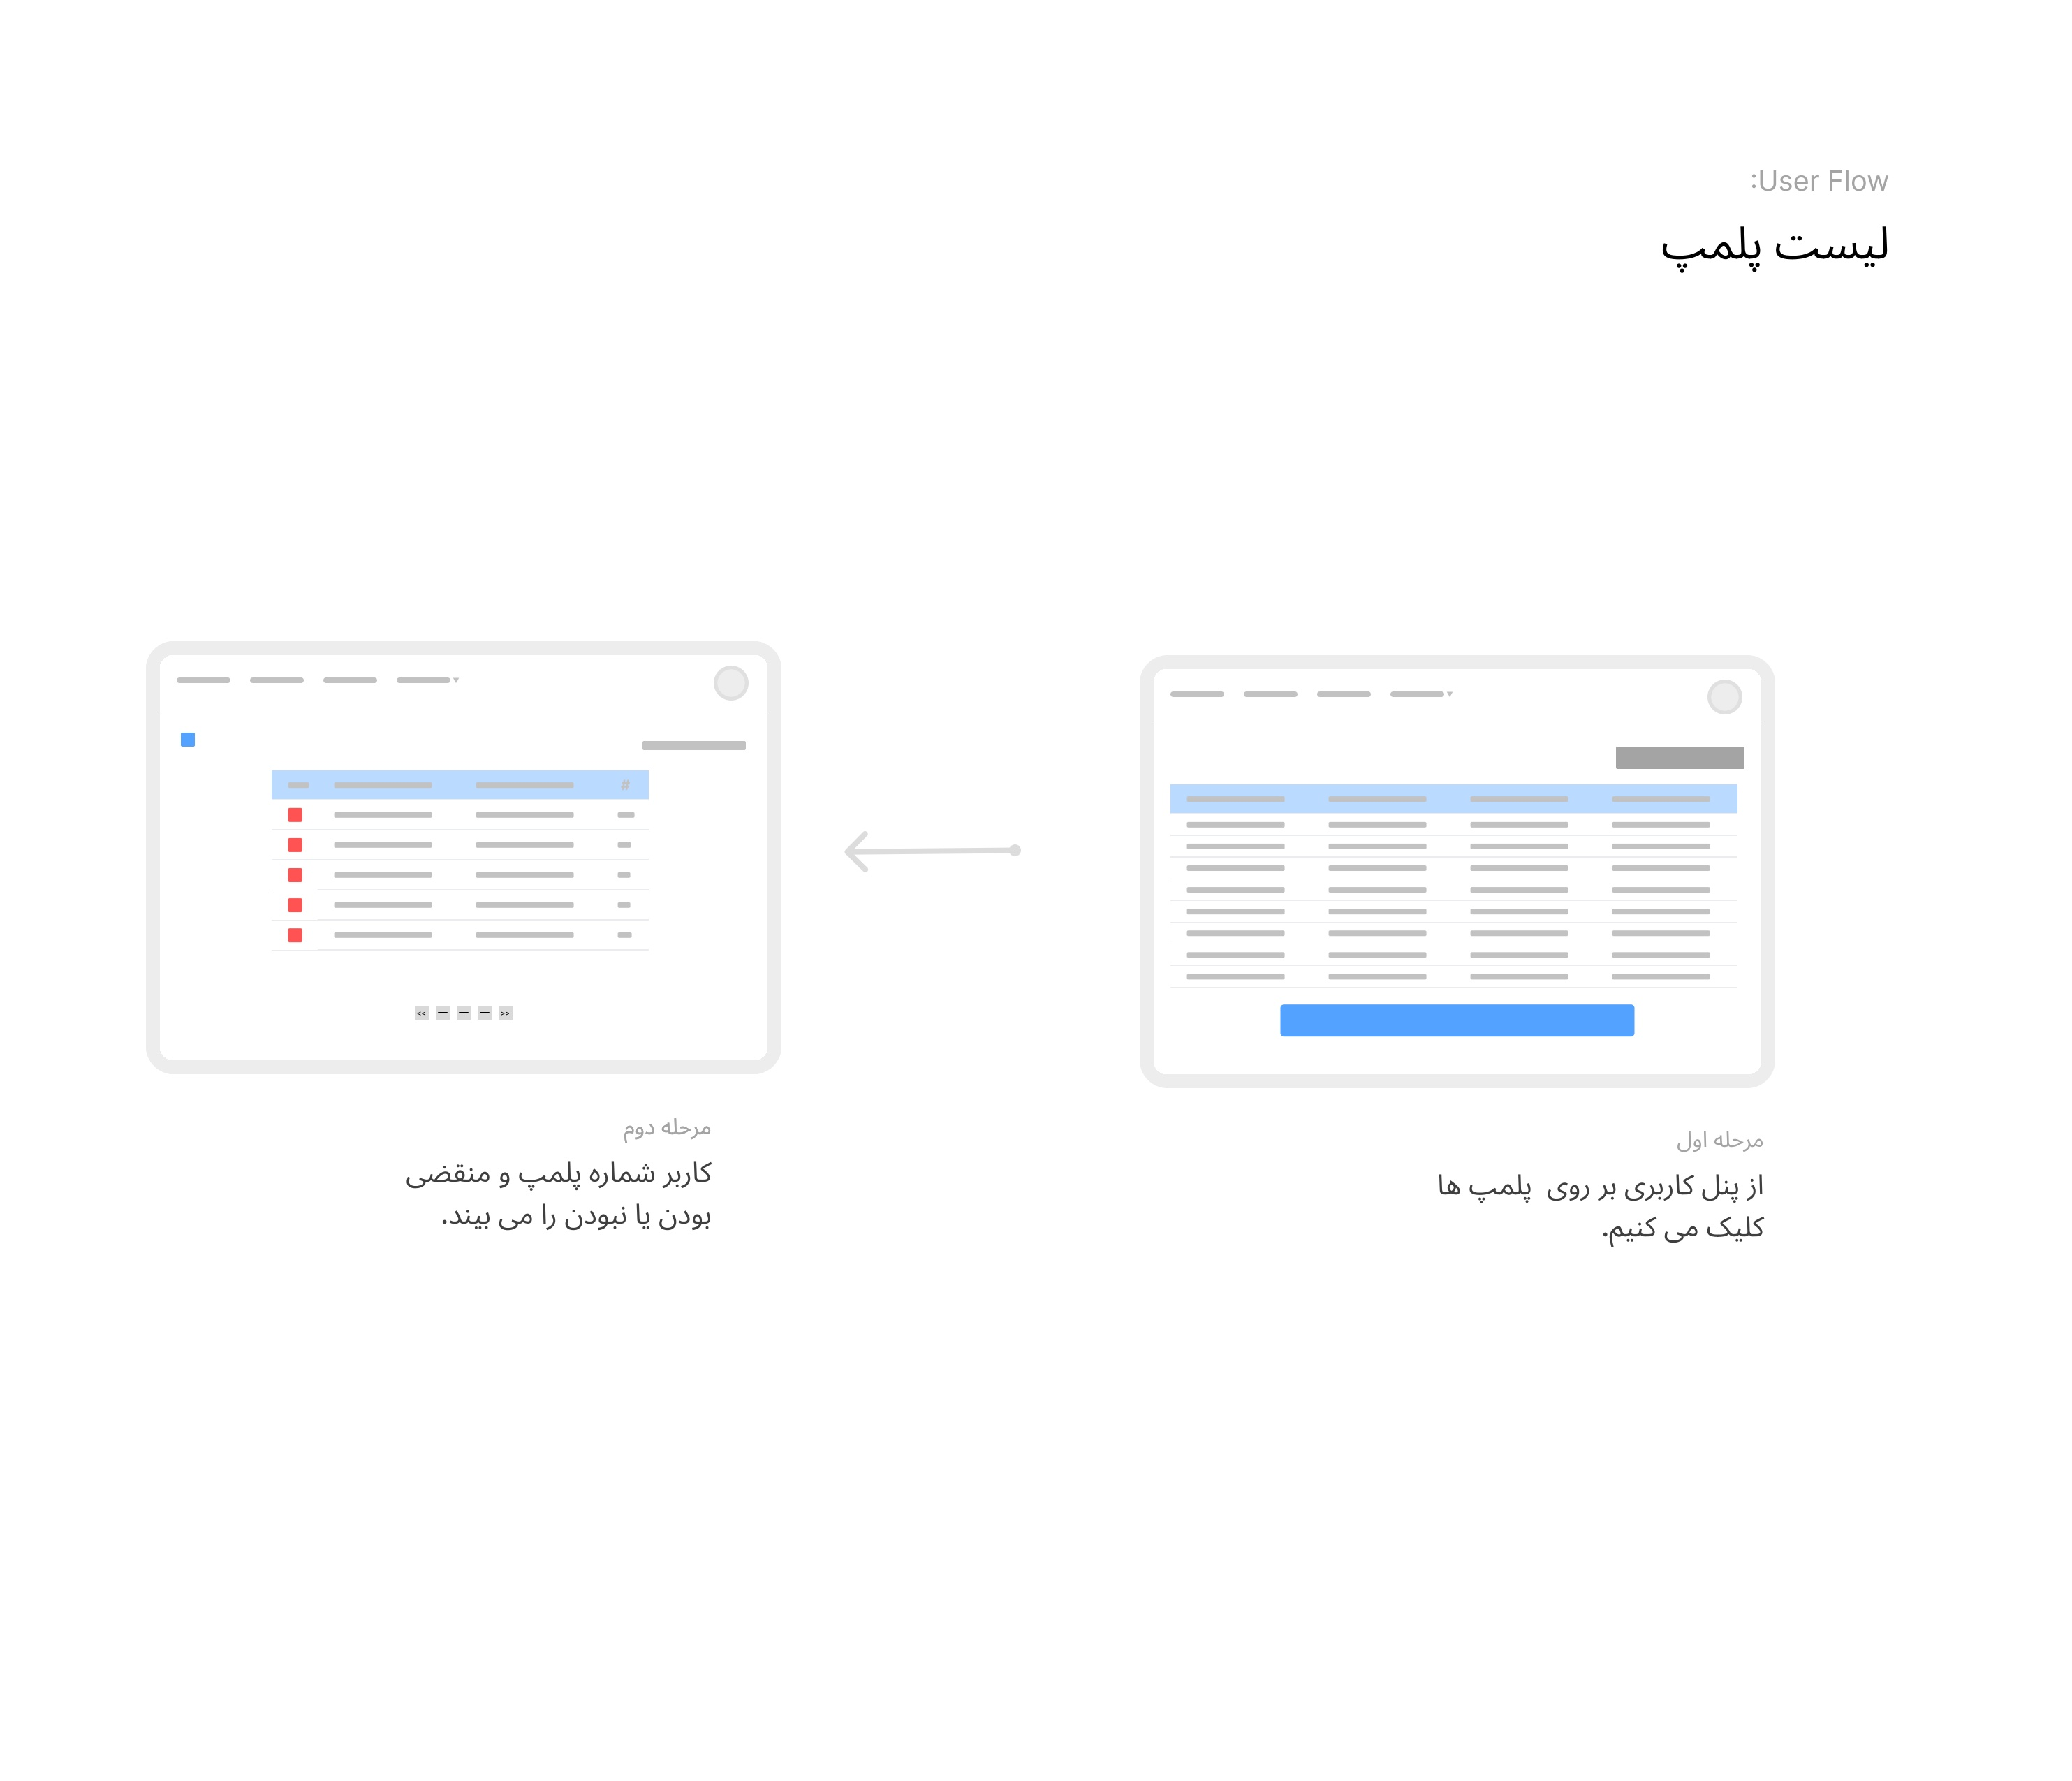 User Flow:
لیست پلمپ
مرحله اول
از پنل کاربری بر روی  پلمپ ها
کلیک می کنیم.
#
<< >>
مرحله دوم
کاربر شماره پلمپ و منقضی
بودن یا نبودن را می بیند.